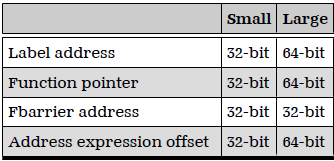 Small Large
Label address 32-bit 64-bit
Function pointer 32-bit 64-bit
Fbarrier address 32-bit 32-bit
Address expression offset 32-bit 64-bit